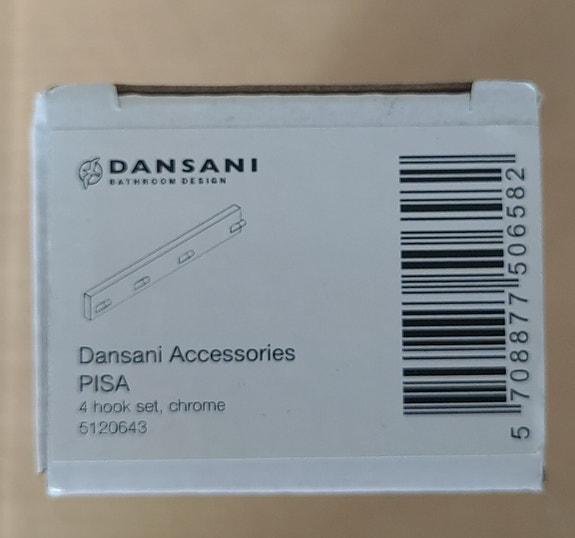 DANSANI
BATHROOM DESIGN
Dansani Accessories
PISA
4 hook set, chrome
5120643
5 708877 506582